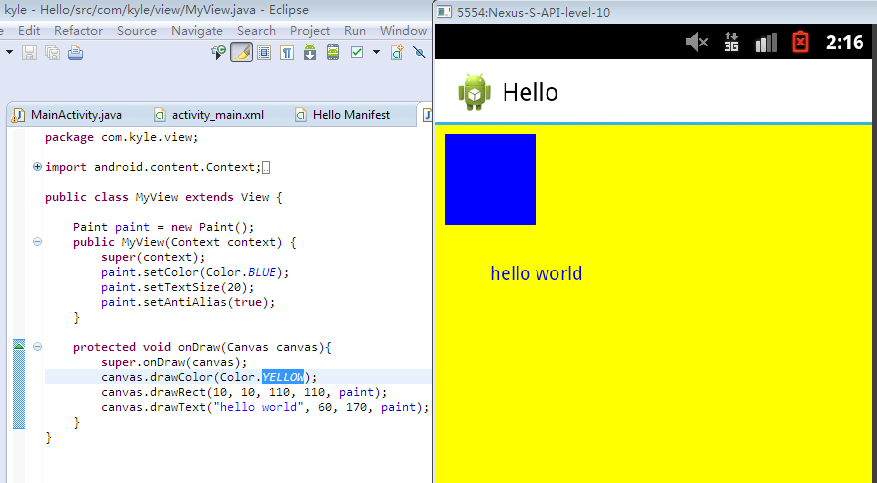 kyle - Hello/src/com/kyle/view/MyView.java - Eclipse
e Edit Refactor Source Navigate Search Project Run Window
MainActivity.java activity_main.xml Hello Manifest
package com.kyle.view;
import android.content.Context;
public class MyView extends View {
Paint paint = new Paint();
public MyView(Context context) {
super(context);
paint.setColor(Color.BLUE);
paint.setTextSize(20);
paint.setAntiAlias(true);
}
protected void onDraw(Canvas canvas){
super.onDraw(canvas);
canvas.drawColor(Color.YELLOW);
canvas.drawRect(10, 10, 110, 110, paint);
canvas.drawText("hello world", 60, 170, paint);
}
}
5554:Nexus-S-API-level-10
3G 2:16
Hello
hello world